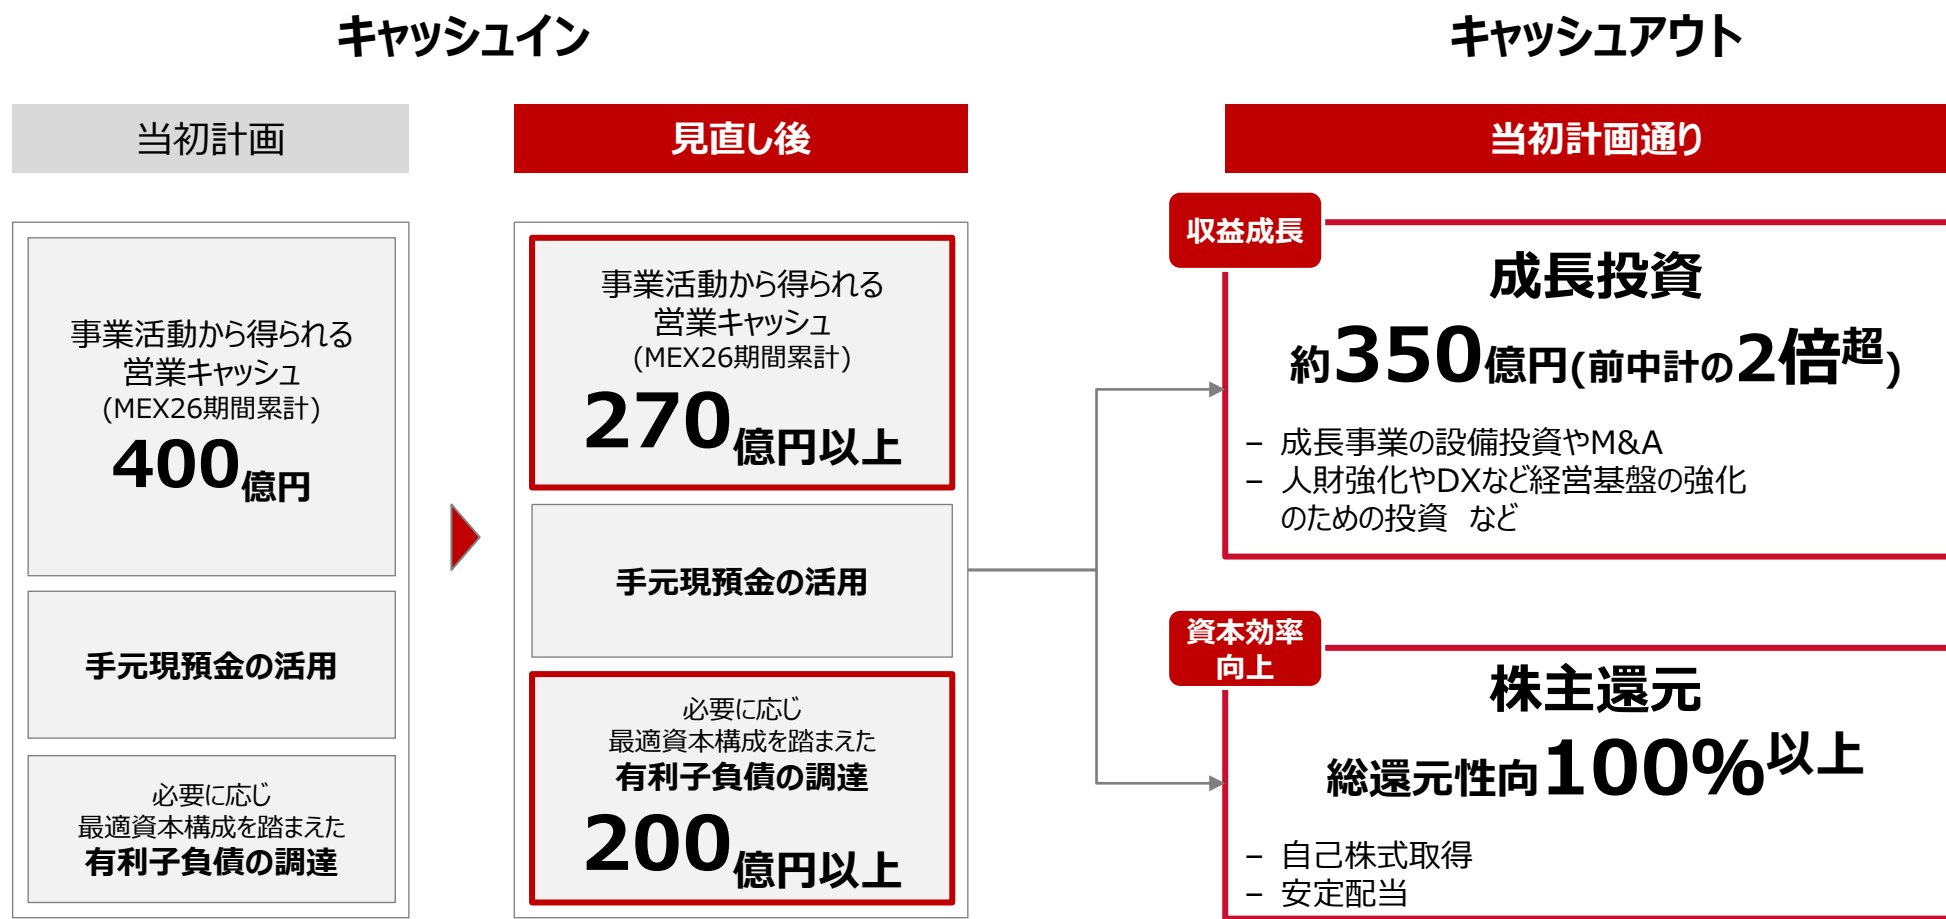 キャッシュイン
キャッシュアウト
当初計画
見直し後
当初計画通り
事業活動から得られる
営業キャッシュ
(MEX26期間累計)
400億円
手元現預金の活用
必要に応じ
最適資本構成を踏まえた
有利子負債の調達
事業活動から得られる
営業キャッシュ
(MEX26期間累計)
270億円以上
手元現預金の活用
必要に応じ
最適資本構成を踏まえた
有利子負債の調達
200億円以上
収益成長
成長投資
約350億円(前中計の2倍超)
– 成長事業の設備投資やM&A
– 人財強化やDXなど経営基盤の強化
のための投資 など
資本効率
向上
株主還元
総還元性向100%以上
– 自己株式取得
– 安定配当